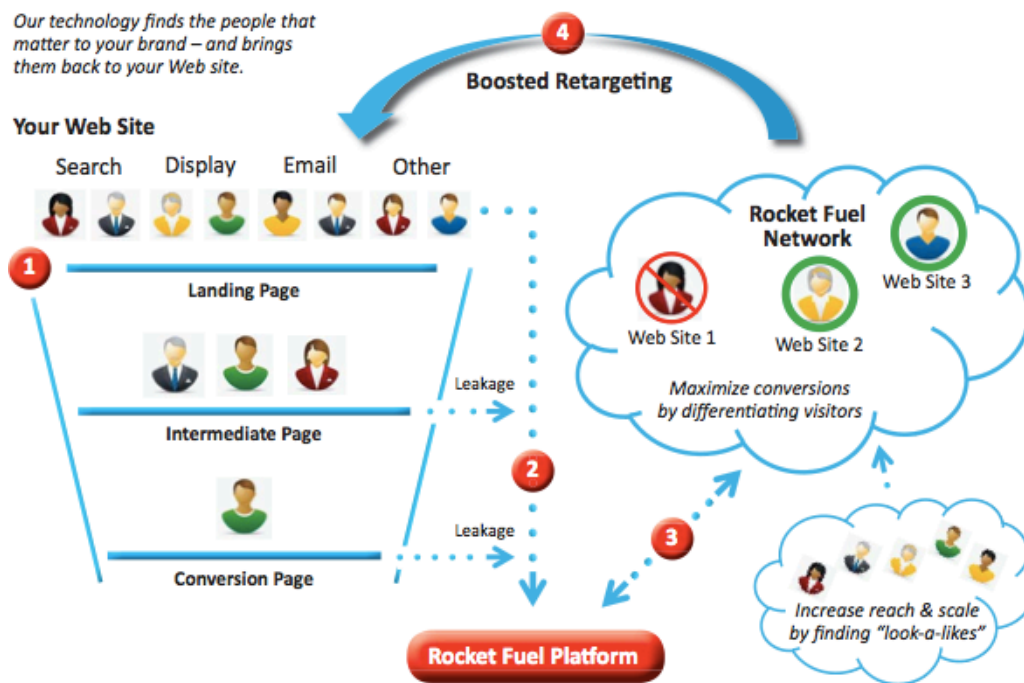 Our technology finds the people that
matter to your brand – and brings
them back to your Web site.
4
Boosted Retargeting
Your Web Site
Search Display Email Other
1
Landing Page
Leakage
Intermediate Page
2
Leakage
Conversion Page
Rocket Fuel
Network
Web Site 3
Web Site 1
Web Site 2
Maximize conversions
by differentiating visitors
3
Increase reach & scale
by finding “look-a-likes”
Rocket Fuel Platform